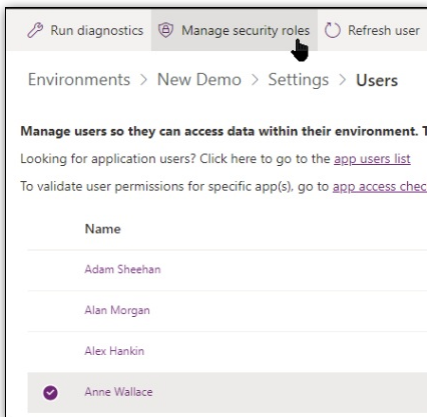 Run diagnostics Manage security roles Refresh user
Environments > New Demo > Settings > Users
Manage users so they can access data within their environment.
Looking for application users? Click here to go to the app users list
To validate user permissions for specific app(s), go to app access
Name
Adam Sheehan
Alan Morgan
Alex Hankin
Anne Wallace